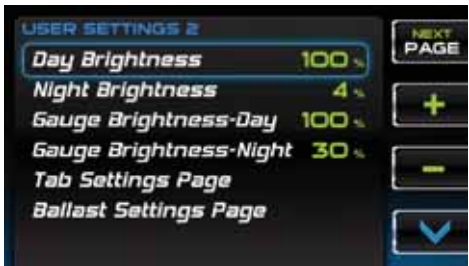 USER SETTINGS 2
NEXT
PAGE
Day Brightness 100 %
Night Brightness 4 %
Gauge Brightness-Day 100 %
Gauge Brightness-Night 30 %
Tab Settings Page
Ballast Settings Page
+
-